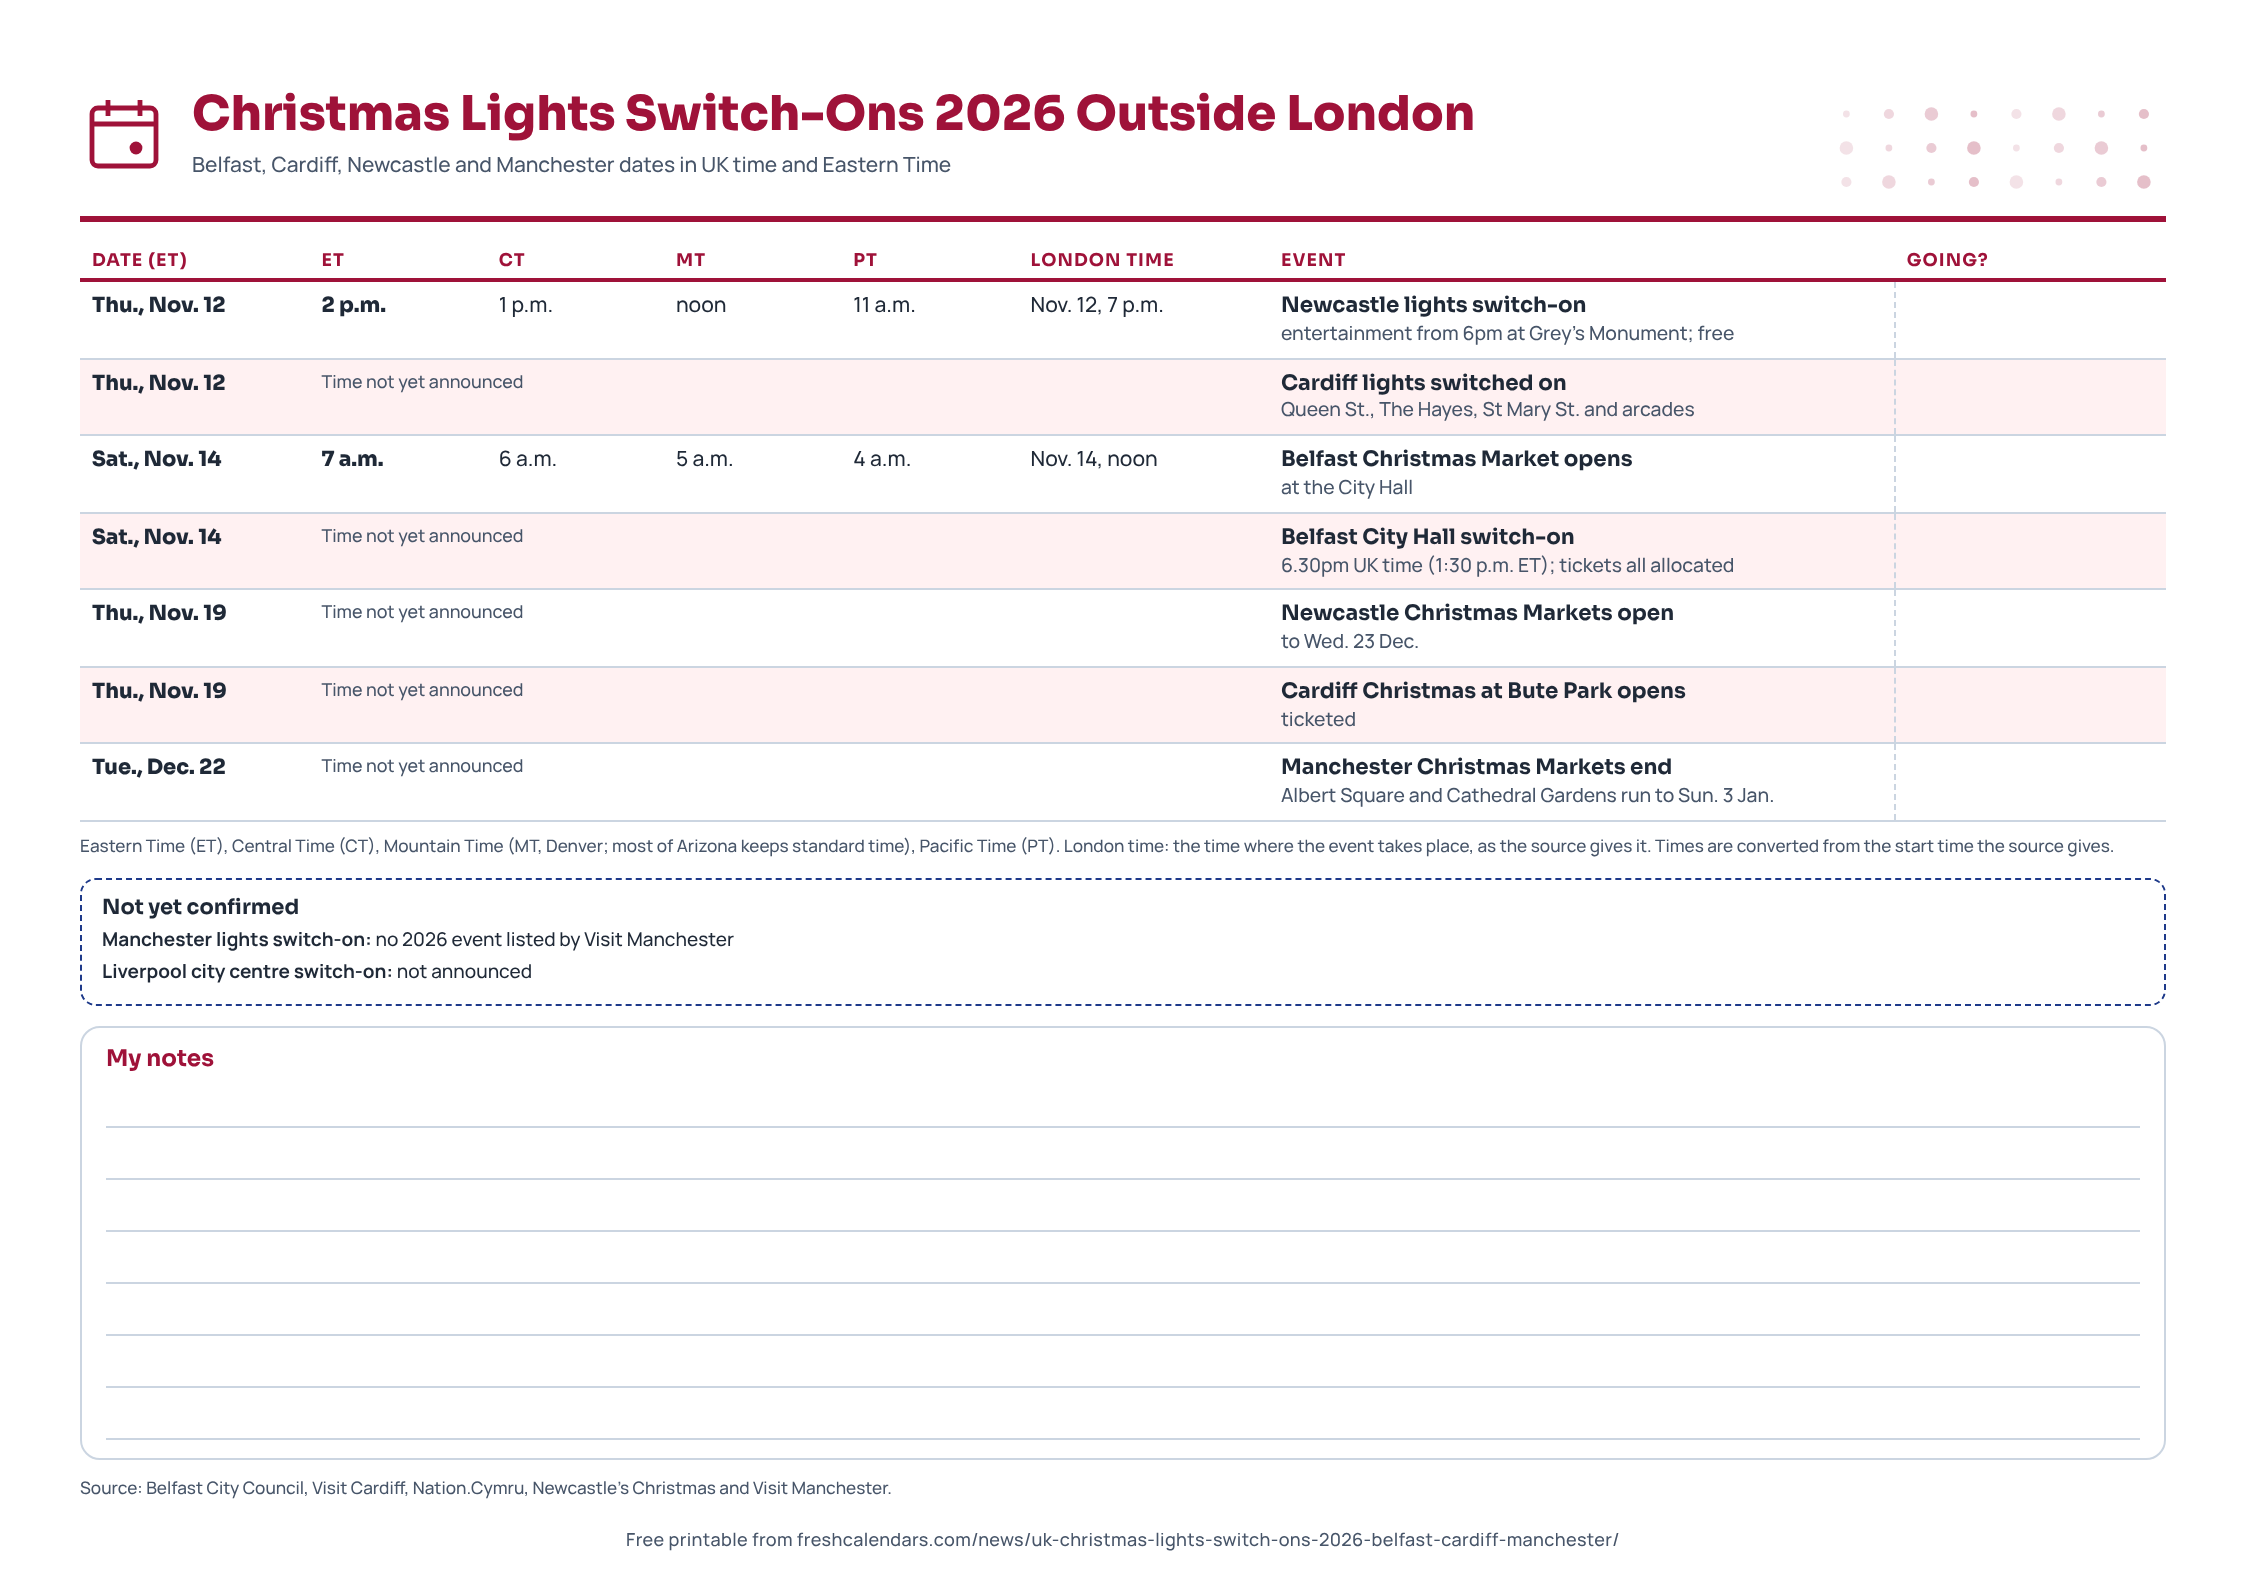 Christmas Lights Switch-Ons 2026 Outside London
Belfast, Cardiff, Newcastle and Manchester dates in UK time and Eastern Time
DATE (ET) ET CT MT PT LONDON TIME EVENT GOING?
Thu., Nov. 12 2 p.m. 1 p.m. noon 11 a.m. Nov. 12, 7 p.m. Newcastle lights switch-on
entertainment from 6pm at Grey's Monument; free
Thu., Nov. 12 Time not yet announced Cardiff lights switched on
Queen St., The Hayes, St Mary St. and arcades
Sat., Nov. 14 7 a.m. 6 a.m. 5 a.m. 4 a.m. Nov. 14, noon Belfast Christmas Market opens
at the City Hall
Sat., Nov. 14 Time not yet announced Belfast City Hall switch-on
6.30pm UK time (1:30 p.m. ET); tickets all allocated
Thu., Nov. 19 Time not yet announced Newcastle Christmas Markets open
to Wed. 23 Dec.
Thu., Nov. 19 Time not yet announced Cardiff Christmas at Bute Park opens
ticketed
Tue., Dec. 22 Time not yet announced Manchester Christmas Markets end
Albert Square and Cathedral Gardens run to Sun. 3 Jan.
Eastern Time (ET), Central Time (CT), Mountain Time (MT, Denver; most of Arizona keeps standard time), Pacific Time (PT). London time: the time where the event takes place, as the source gives it. Times are converted from the start time the source gives.
Not yet confirmed
Manchester lights switch-on: no 2026 event listed by Visit Manchester
Liverpool city centre switch-on: not announced
My notes
Source: Belfast City Council, Visit Cardiff, Nation.Cymru, Newcastle's Christmas and Visit Manchester.
Free printable from freshcalendars.com/news/uk-christmas-lights-switch-ons-2026-belfast-cardiff-manchester/